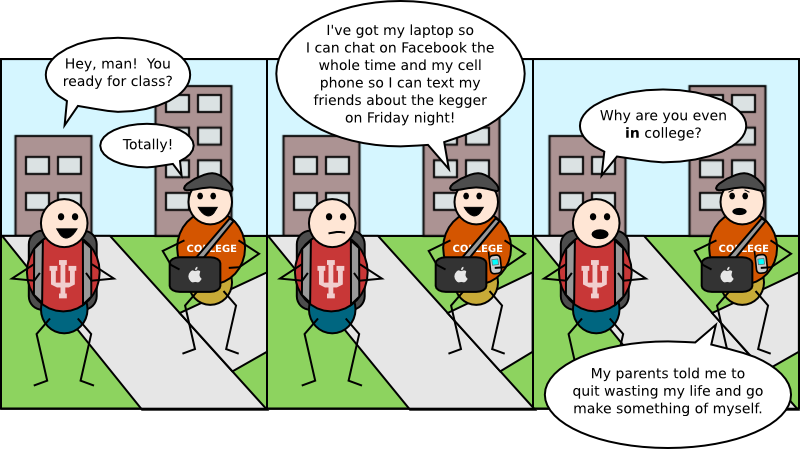 Hey, man!  You
ready for class?
Totally!
COLLEGE
I've got my laptop so
I can chat on Facebook the
whole time and my cell
phone so I can text my
friends about the kegger
on Friday night!
COLLEGE
Why are you even
in college?
COLLEGE
My parents told me to
quit wasting my life and go
make something of myself.